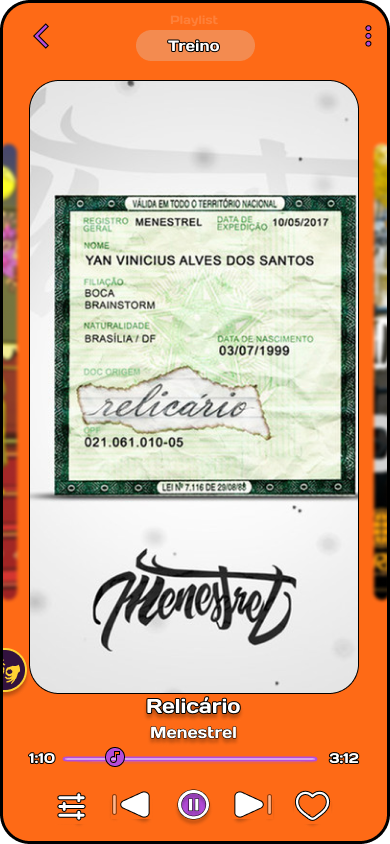 Playlist
Treino
Menestrel
VÁLIDA EM TODO O TERRITÓRIO NACIONAL
REGISTRO GERAL MENESTREL DATA DE EXPEDIÇÃO 10/05/2017
NOME
YAN VINICIUS ALVES DOS SANTOS
FILIAÇÃO
BOCA
BRAINSTORM
NATURALIDADE
BRASÍLIA / DF
DATA DE NASCIMENTO
03/07/1999
DOC ORIGEM
relicário
CPF
021.061.010-05
LEI Nº 7.116 DE 29/08/83
Menestrel
Relicário
Menestrel
1:10 3:12